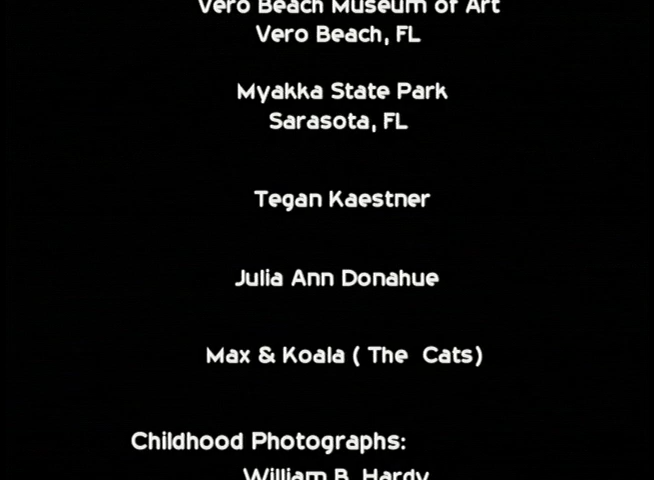 Vero Beach Museum of Art
Vero Beach, FL
Myakka State Park
Sarasota, FL
Tegan Kaestner
Julia Ann Donahue
Max & Koala ( The Cats)
Childhood Photographs:
William B. Hardy